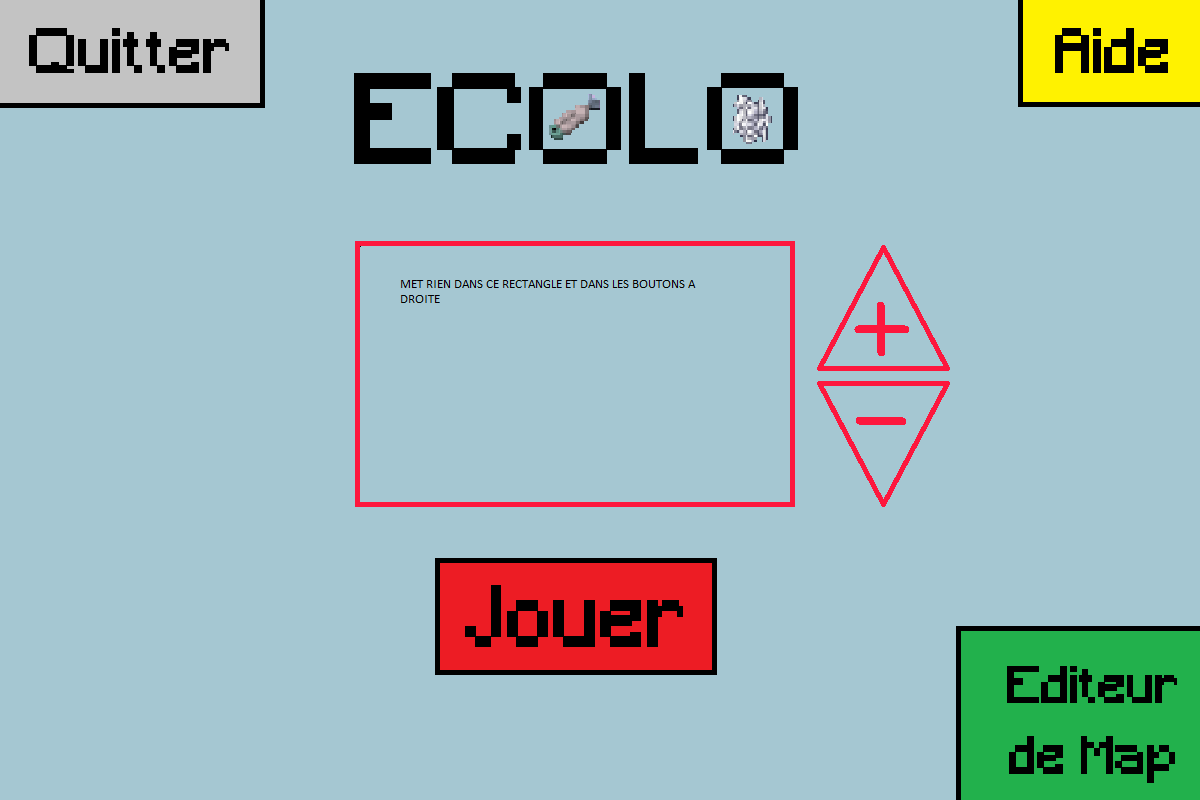 Quitter
Aide
ECOLO
MET RIEN DANS CE RECTANGLE ET DANS LES BOUTONS A
DROITE
+
-
Jouer
Editeur
de Map